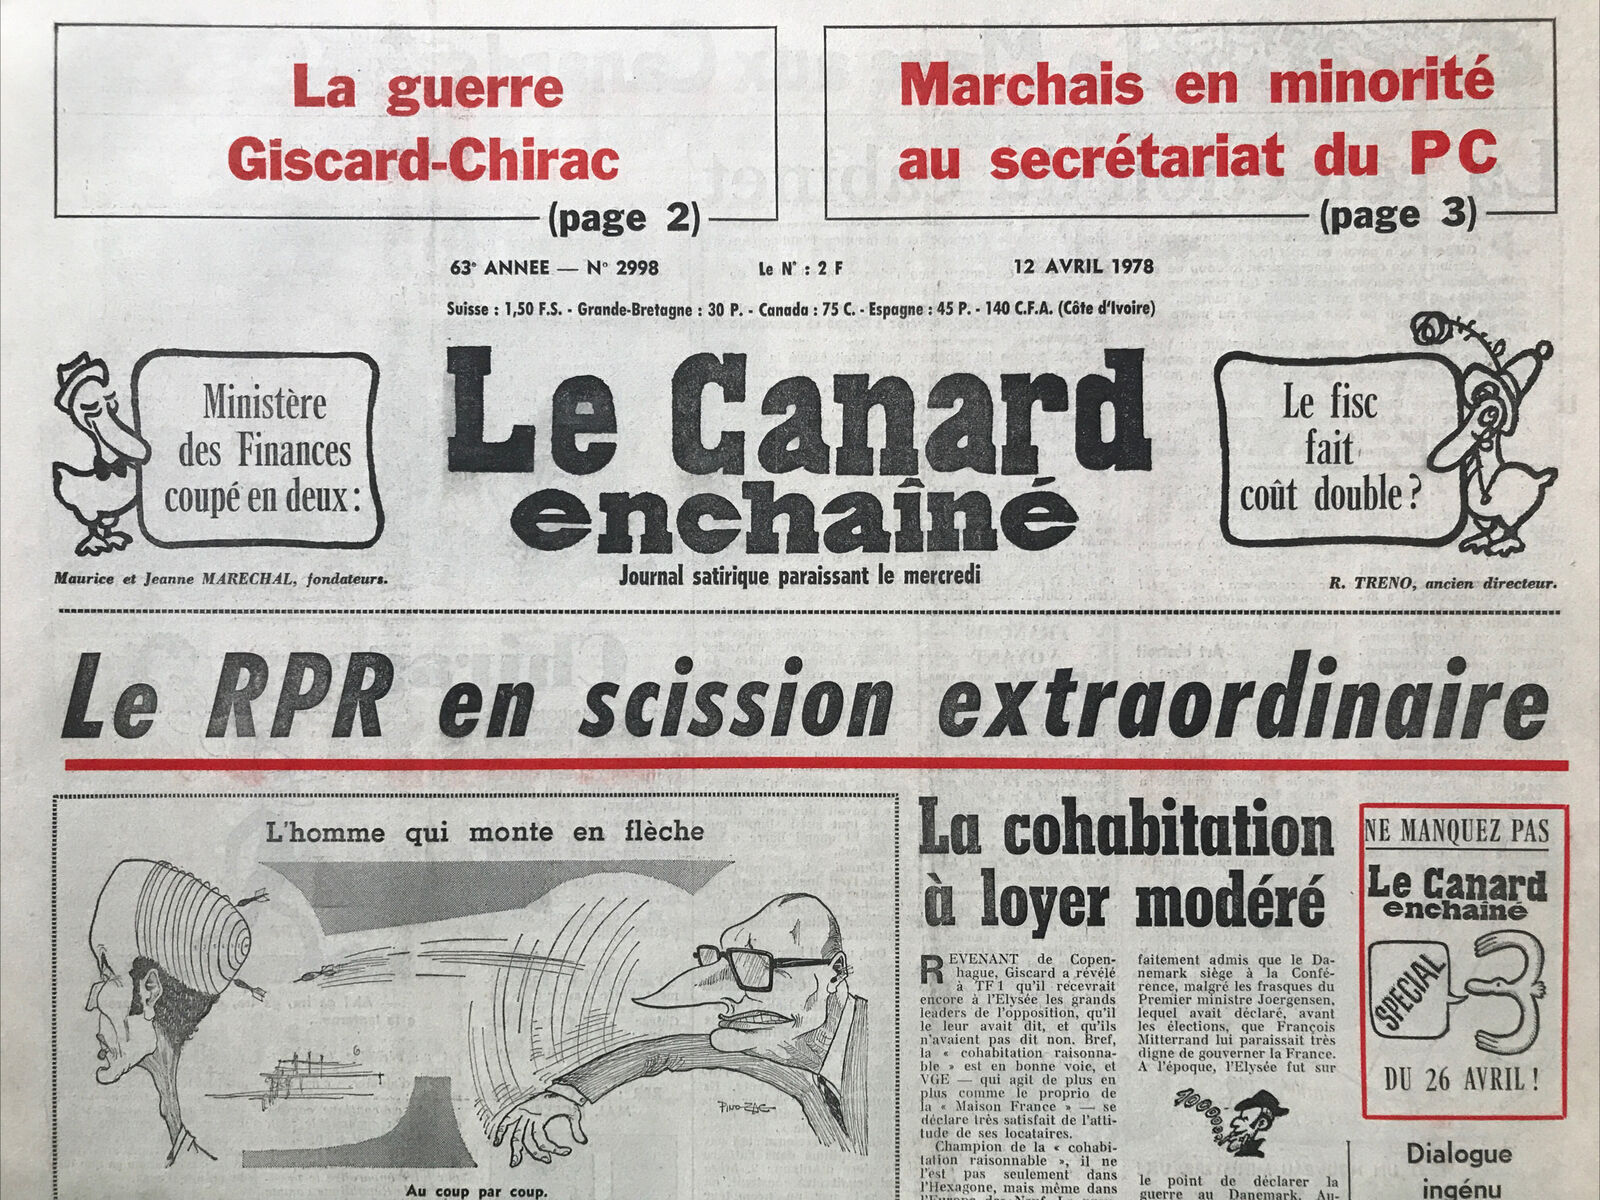 La guerre
Giscard-Chirac
(page 2)
Marchais en minorité
au secrétariat du PC
(page 3)
63e ANNEE — N° 2998
Le N° : 2 F
12 AVRIL 1978
Suisse : 1,50 F.S. - Grande-Bretagne : 30 P. - Canada : 75 C. - Espagne : 45 P. - 140 C.F.A. (Côte d'Ivoire)
Ministère
des Finances
coupé en deux :
Le Canard
enchaîné
Journal satirique paraissant le mercredi
Le fisc
fait
coût double ?
Maurice et Jeanne MARECHAL, fondateurs.
R. TRENO, ancien directeur.
Le RPR en scission extraordinaire
L'homme qui monte en flèche
PINO-ZAC
Au coup par coup.
La cohabitation
à loyer modéré
REVENANT de Copen-
hague, Giscard a révélé
à TF 1 qu'il recevrait
encore à l'Elysée les grands
leaders de l'opposition, qu'il
le leur avait dit, et qu'ils
n'avaient pas dit non. Bref,
la « cohabitation raisonna-
ble » est en bonne voie, et
VGE — qui agit de plus en
plus comme le proprio de
la « Maison France » — se
déclare très satisfait de l'atti-
tude de ses locataires.
Champion de la « cohabi-
tation raisonnable », il ne
l'est pas seulement dans
l'Hexagone, mais même dans
faitement admis que le Da-
nemark siège à la Confé-
rence, malgré les frasques du
Premier ministre Joergensen,
lequel avait déclaré, avant
les élections, que François
Mitterrand lui paraissait très
digne de gouverner la France.
A l'époque, l'Elysée fut sur
le point de déclarer la
guerre au Danemark. Au-
NE MANQUEZ PAS
Le Canard
enchaîné
SPECIAL
3
DU 26 AVRIL !
Dialogue
ingénu